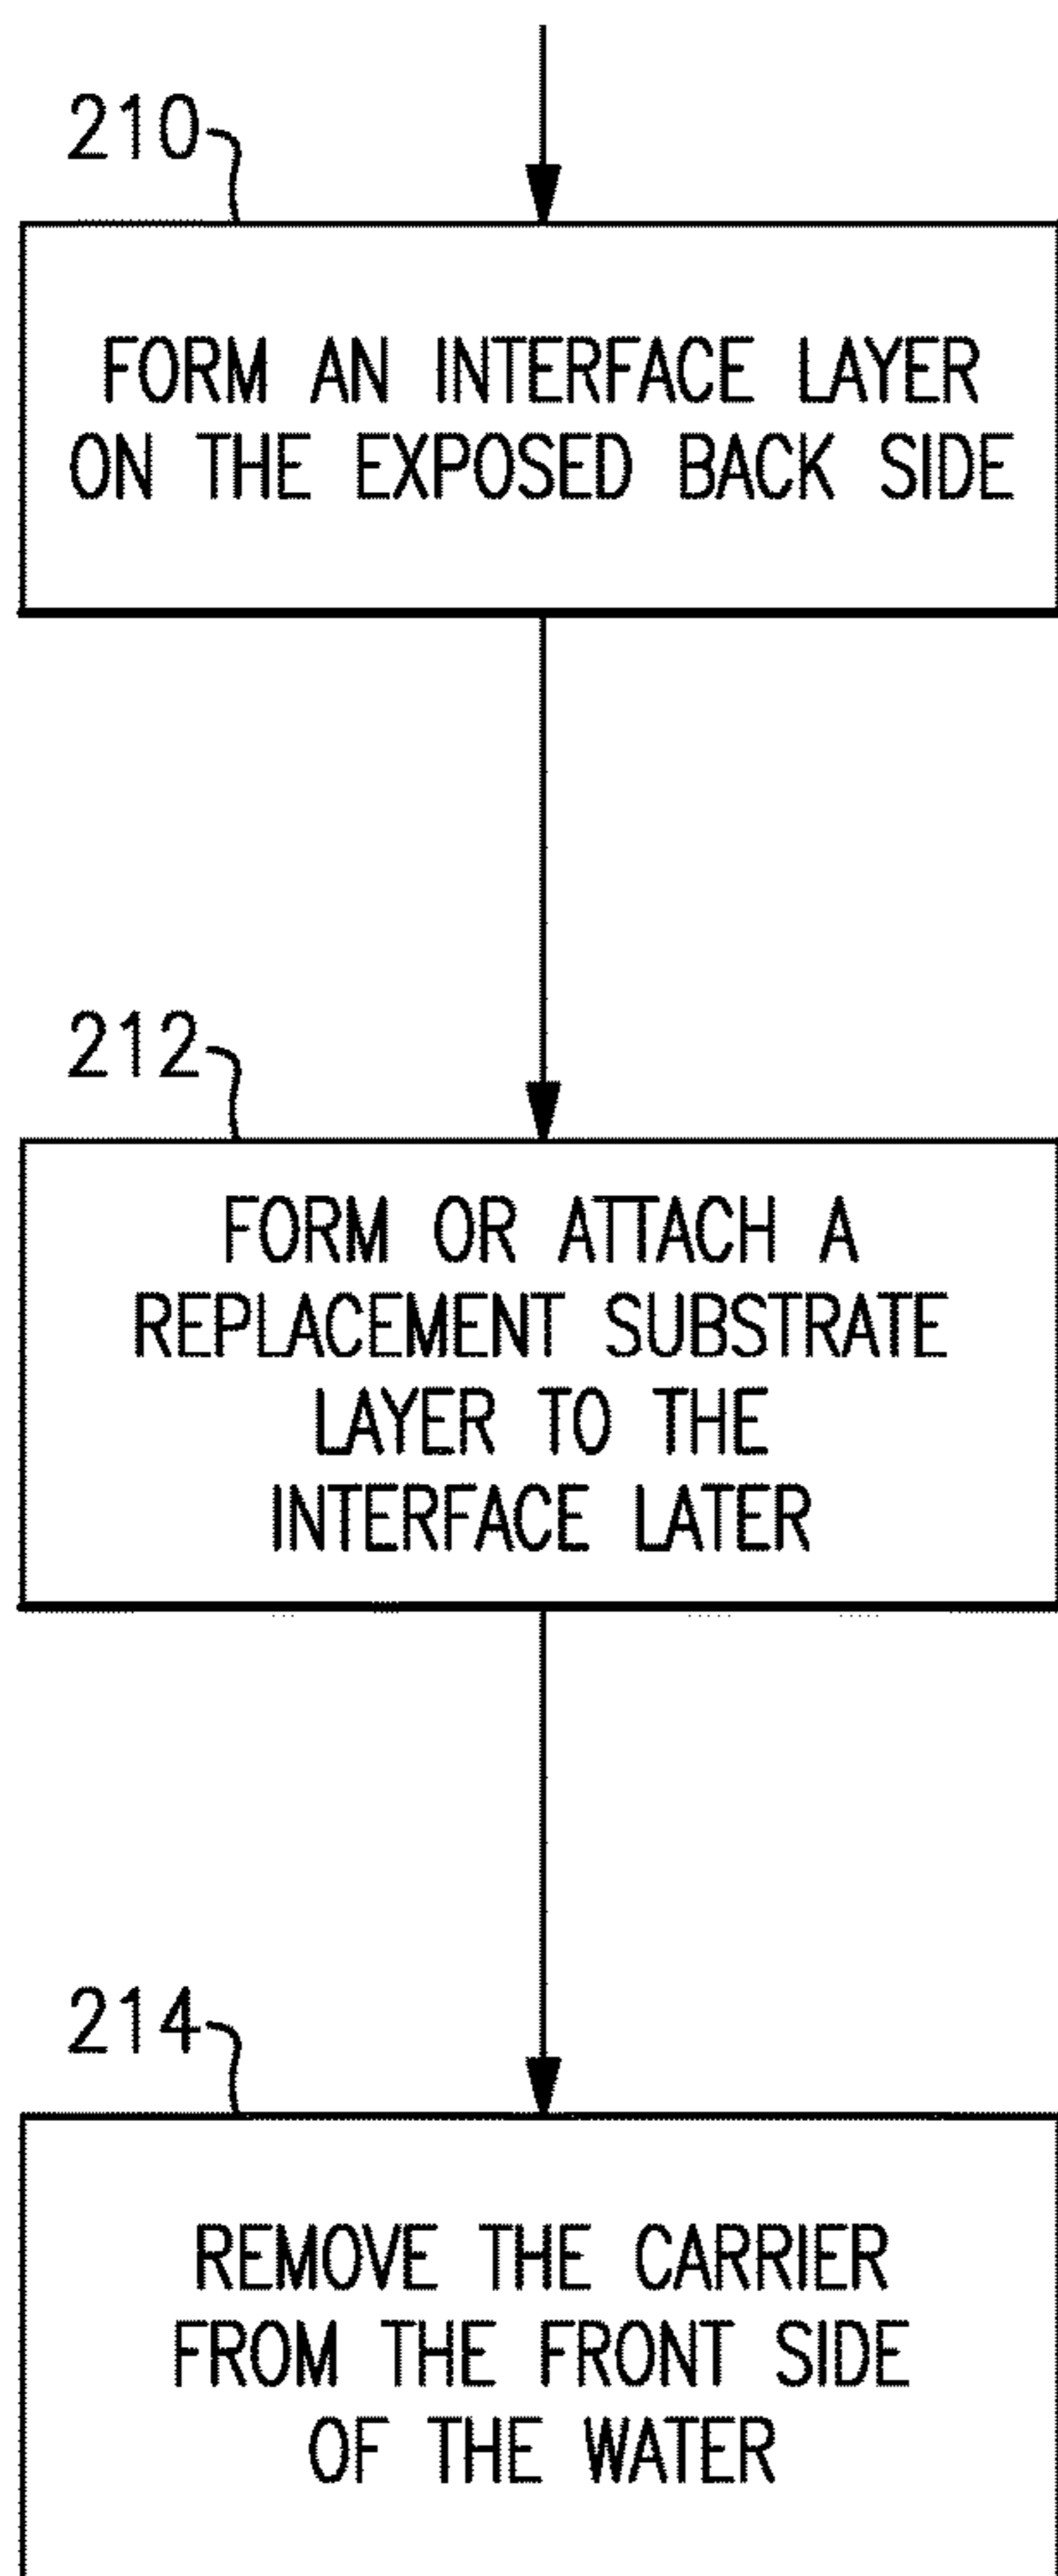 210
FORM AN INTERFACE LAYER
ON THE EXPOSED BACK SIDE
212
FORM OR ATTACH A
REPLACEMENT SUBSTRATE
LAYER TO THE
INTERFACE LATER
214
REMOVE THE CARRIER
FROM THE FRONT SIDE
OF THE WATER